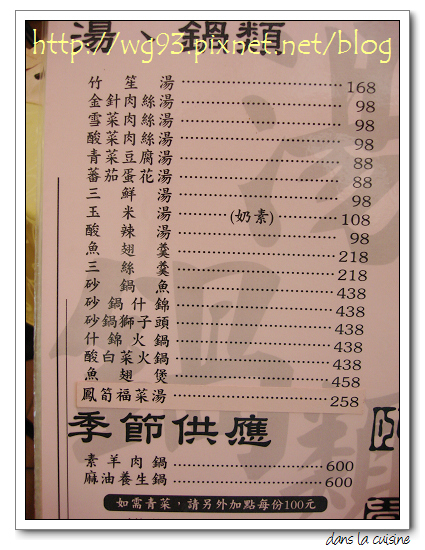 湯、鍋類
http://wg93.pixnet.net/blog
竹笙湯 168
金針肉絲湯 98
雪菜肉絲湯 98
酸菜肉絲湯 98
青菜豆腐湯 88
蕃茄蛋花湯 88
三鮮湯 98
玉米湯 (奶素) 108
酸辣湯 98
魚翅羹 218
三絲羹 218
砂鍋魚 438
砂鍋什錦 438
砂鍋獅子頭 438
什錦火鍋 438
酸白菜火鍋 438
魚翅煲 458
鳳筍福菜湯 258
季節供應
素羊肉鍋 600
麻油養生鍋 600
如需青菜，請另外加點每份100元
dans la cuisine